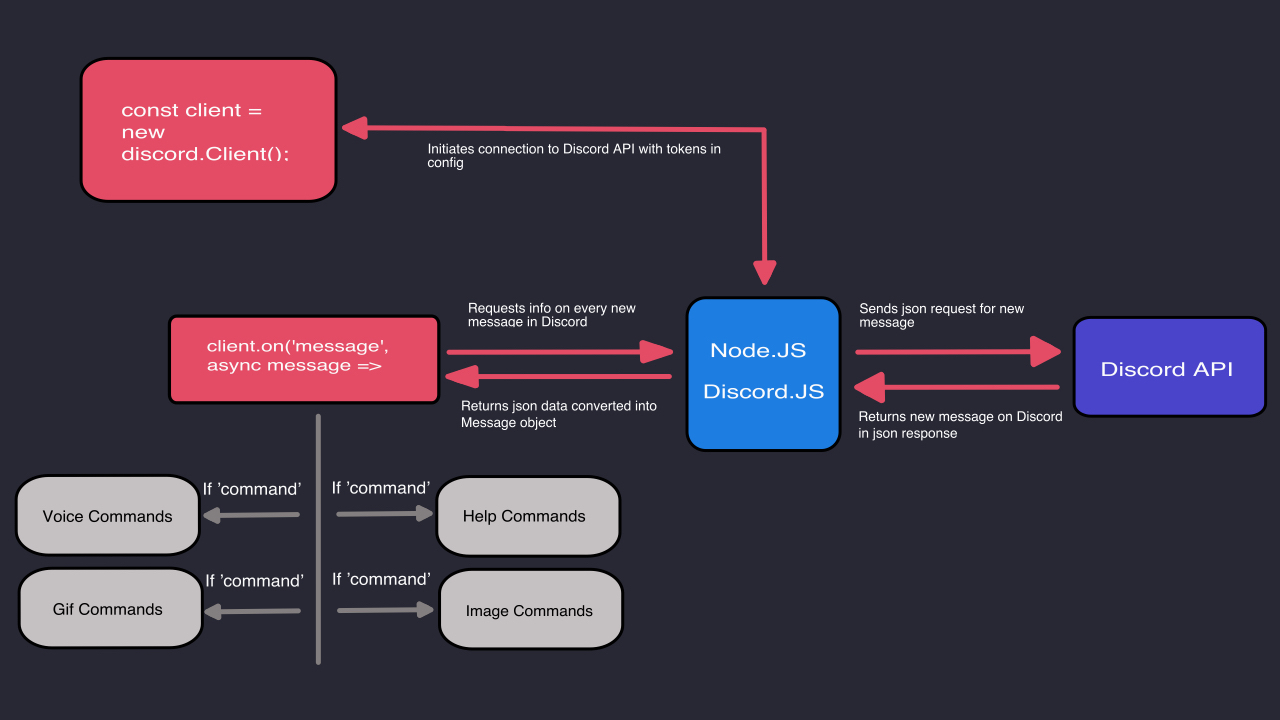 const client =
new
discord.Client();
Initiates connection to Discord API with tokens in
config
Requests info on every new
message in Discord
Sends json request for new
message
client.on('message',
async message =>
Node.JS
Discord.JS
Discord API
Returns json data converted into
Message object
Returns new message on Discord
in json response
If 'command'
If 'command'
Voice Commands
Help Commands
If 'command'
If 'command'
Gif Commands
Image Commands